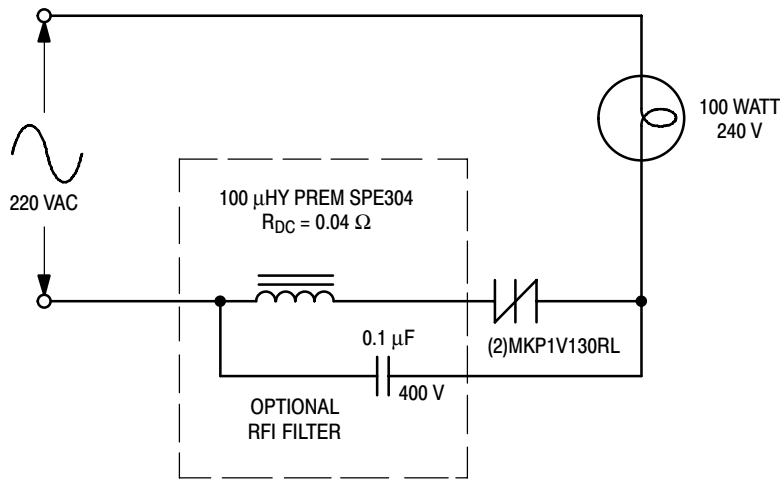 100 WATT
240 V
220 VAC
100 μHY PREM SPE304
R_DC = 0.04 Ω
(2)MKP1V130RL
0.1 μF
400 V
OPTIONAL
RFI FILTER